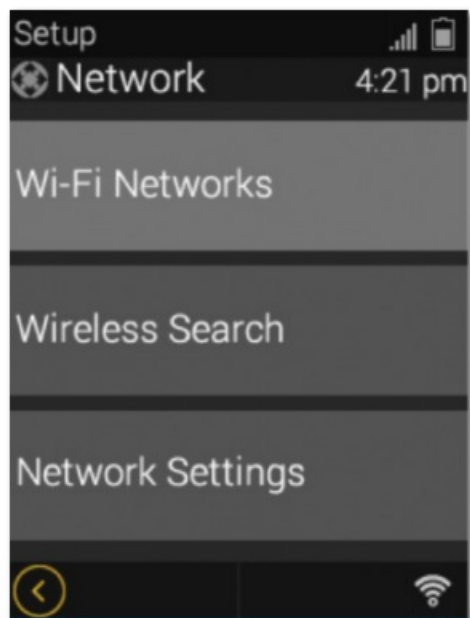 Setup
Network 4:21 pm
Wi-Fi Networks
Wireless Search
Network Settings